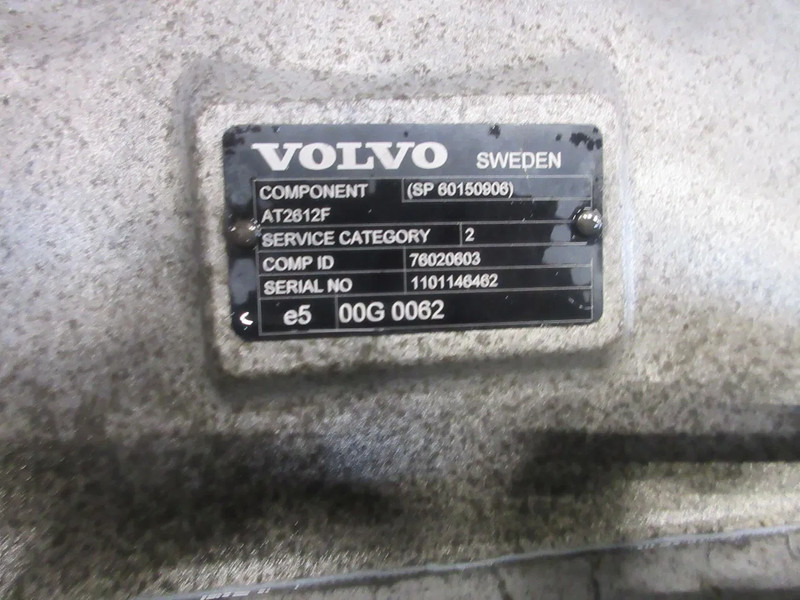 VOLVO SWEDEN
COMPONENT (SP 60150906)
AT2612F
SERVICE CATEGORY 2
COMP ID 76020603
SERIAL NO 1101146462
e5 00G 0062